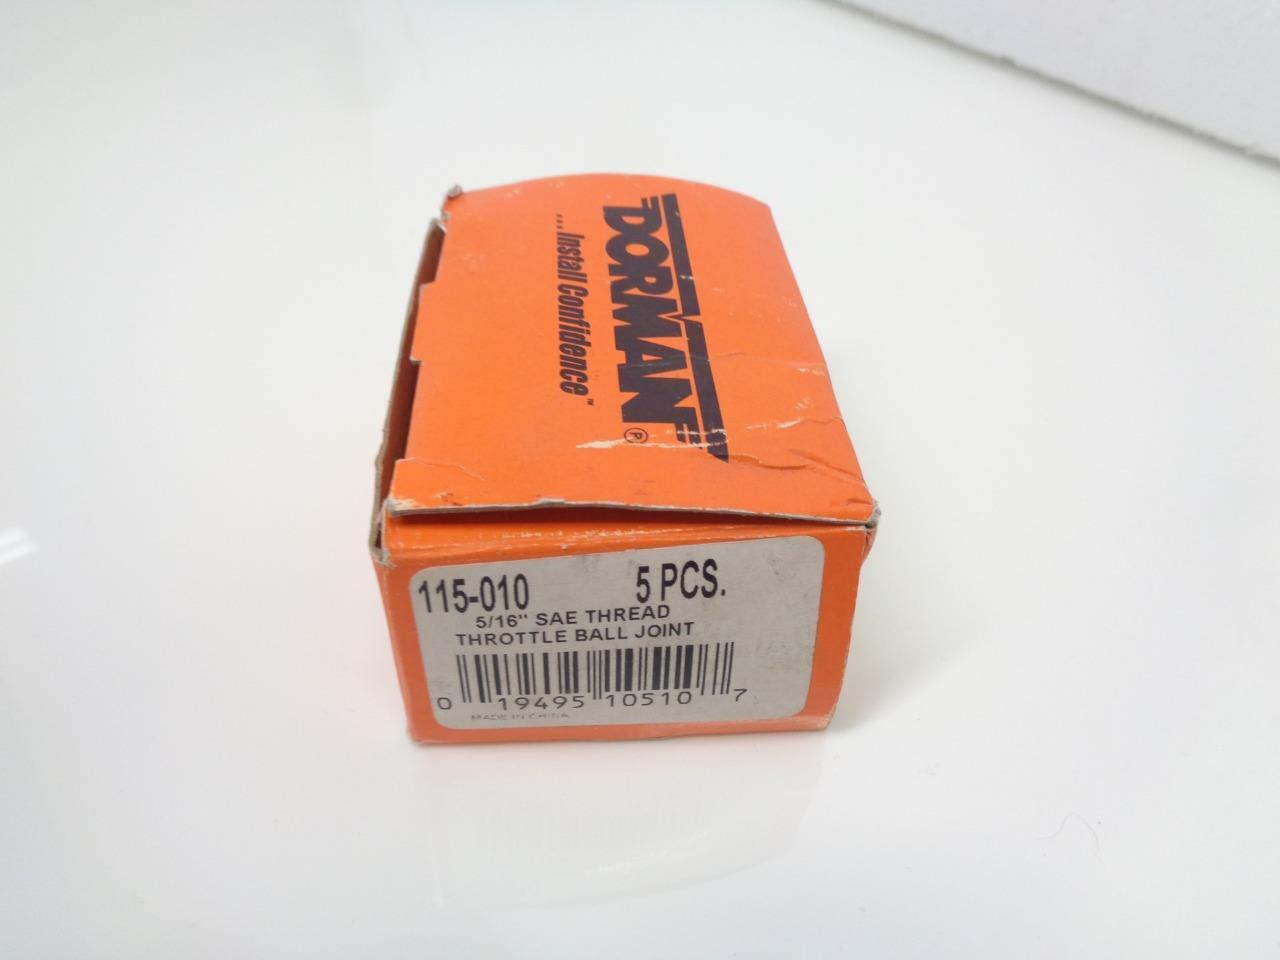 DORMAN®
...Install Confidence™
115-010 5 PCS.
5/16" SAE THREAD
THROTTLE BALL JOINT
0 19495 10510 7
MADE IN CHINA